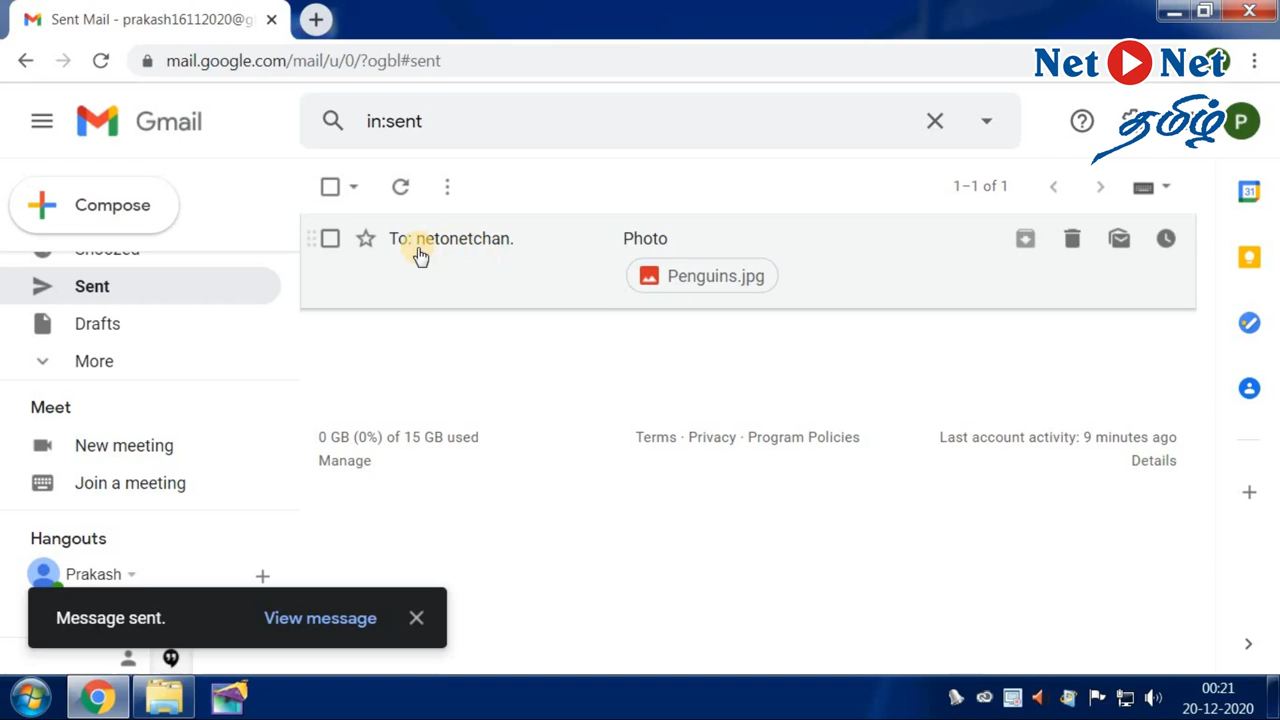 Sent Mail - prakash16112020@g
mail.google.com/mail/u/0/?ogbl#sent
Net Net
தமிழ்
Gmail
in:sent
P
Compose
1–1 of 1
31
To: netonetchan.
Photo
Penguins.jpg
Snoozed
Sent
Drafts
More
Meet
New meeting
Join a meeting
Hangouts
Prakash
0 GB (0%) of 15 GB used
Manage
Terms · Privacy · Program Policies
Last account activity: 9 minutes ago
Details
Message sent.
View message
00:21
20-12-2020